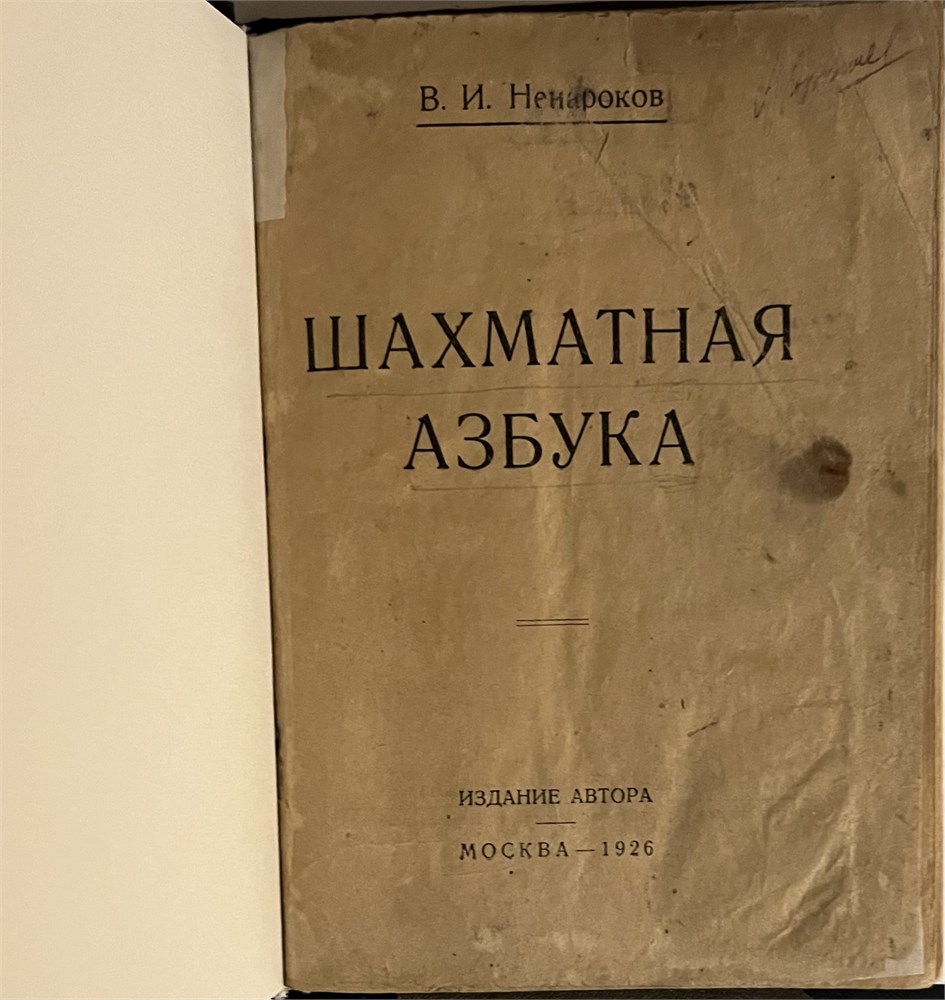 В. И. Ненароков
ШАХМАТНАЯ
АЗБУКА
ИЗДАНИЕ АВТОРА
МОСКВА — 1926